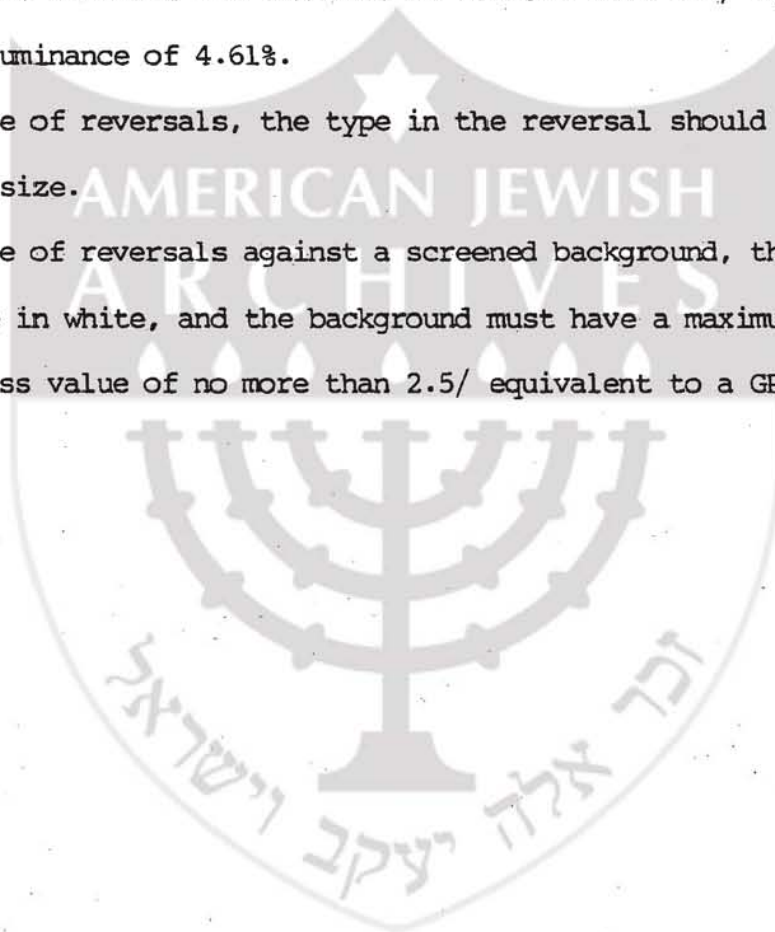 uminance of 4.61%.
e of reversals, the type in the reversal should
size.
AMERICAN JEWISH
e of reversals against a screened background, th
ARCHIVES
in white, and the background must have a maximu
ss value of no more than 2.5/ equivalent to a GE
זכר אלה יעקב וישראל